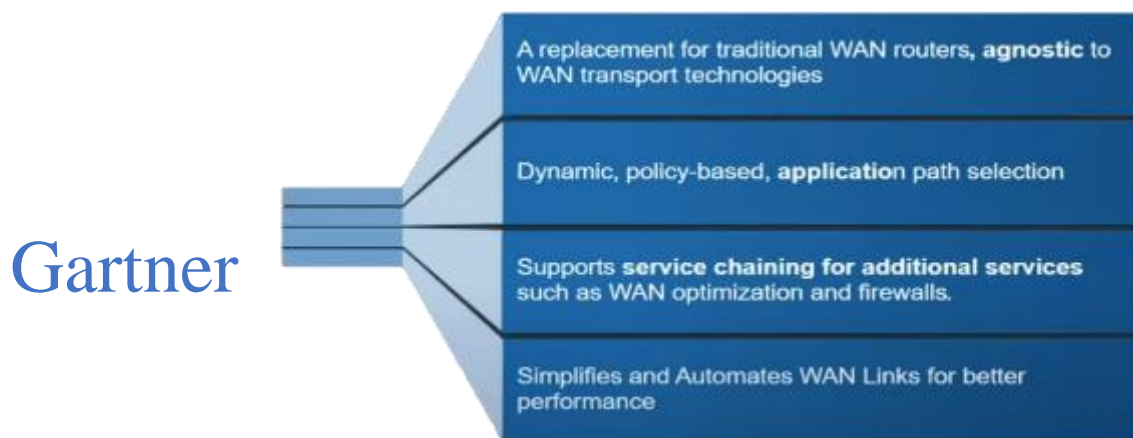 A replacement for traditional WAN routers, agnostic to
WAN transport technologies
Dynamic, policy-based, application path selection
Gartner
Supports service chaining for additional services
such as WAN optimization and firewalls.
Simplifies and Automates WAN Links for better
performance